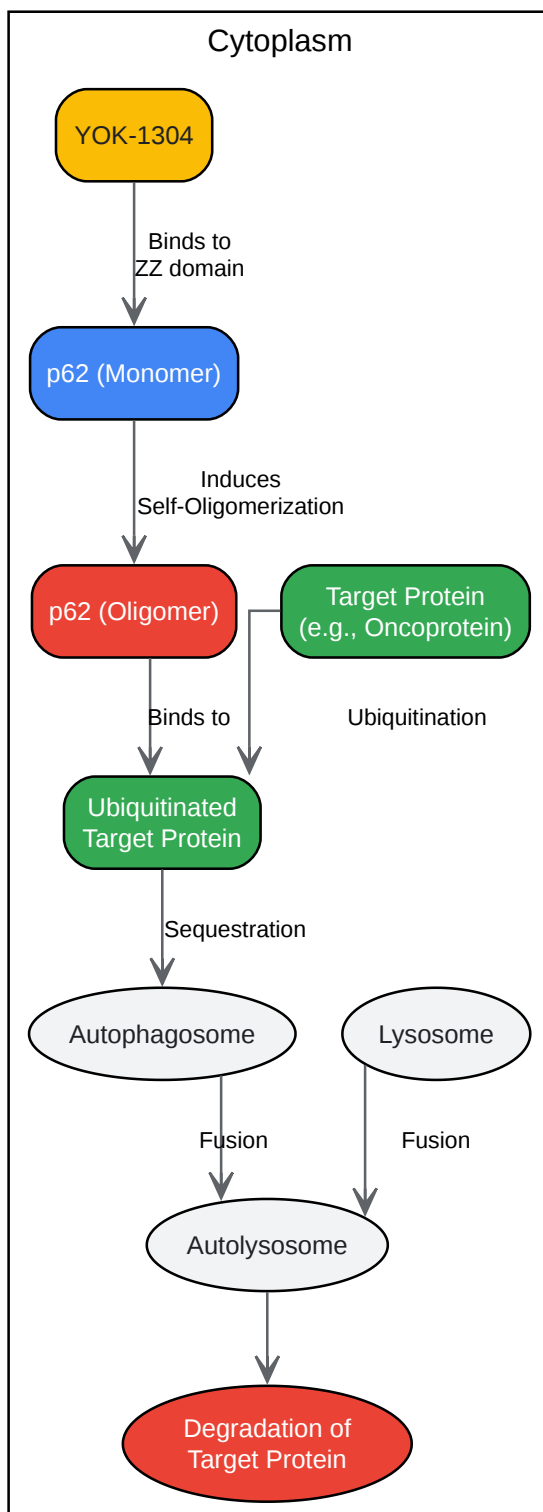 Cytoplasm
YOK-1304
Binds to
ZZ domain
p62 (Monomer)
Induces
Self-Oligomerization
p62 (Oligomer)
Target Protein
(e.g., Oncoprotein)
Binds to
Ubiquitination
Ubiquitinated
Target Protein
Sequestration
Autophagosome
Lysosome
Fusion
Fusion
Autolysosome
Degradation of
Target Protein